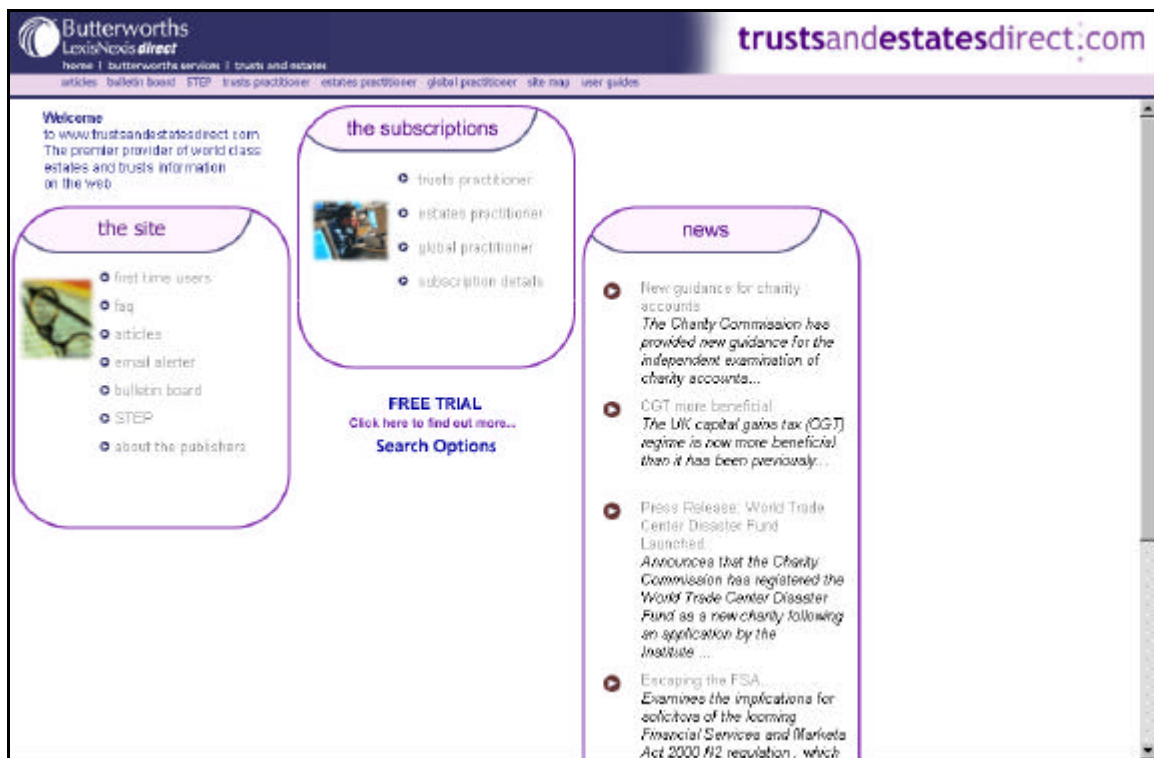 Butterworths
LexisNexis direct
home | butterworths services | trusts and estates
trustsandestatesdirect.com
articles bulletin board STEP trusts practitioner estates practitioner global practitioner site map user guides
Welcome
to www.trustsandestatesdirect.com
The premier provider of world class
estates and trusts information
on the web
the site
first time users
faq
articles
email alerter
bulletin board
STEP
about the publishers
the subscriptions
trusts practitioner
estates practitioner
global practitioner
subscription details
FREE TRIAL
Click here to find out more...
Search Options
news
New guidance for charity
accounts
The Charity Commission has
provided new guidance for the
independent examination of
charity accounts...
CGT more beneficial
The UK capital gains tax (CGT)
regime is now more beneficial
than it has been previously...
Press Release: World Trade
Center Disaster Fund
Launched
Announces that the Charity
Commission has registered the
World Trade Center Disaster
Fund as a new charity following
an application by the
Institute ...
Escaping the FSA
Examines the implications for
solicitors of the looming
Financial Services and Markets
Act 2000 N2 regulation , which